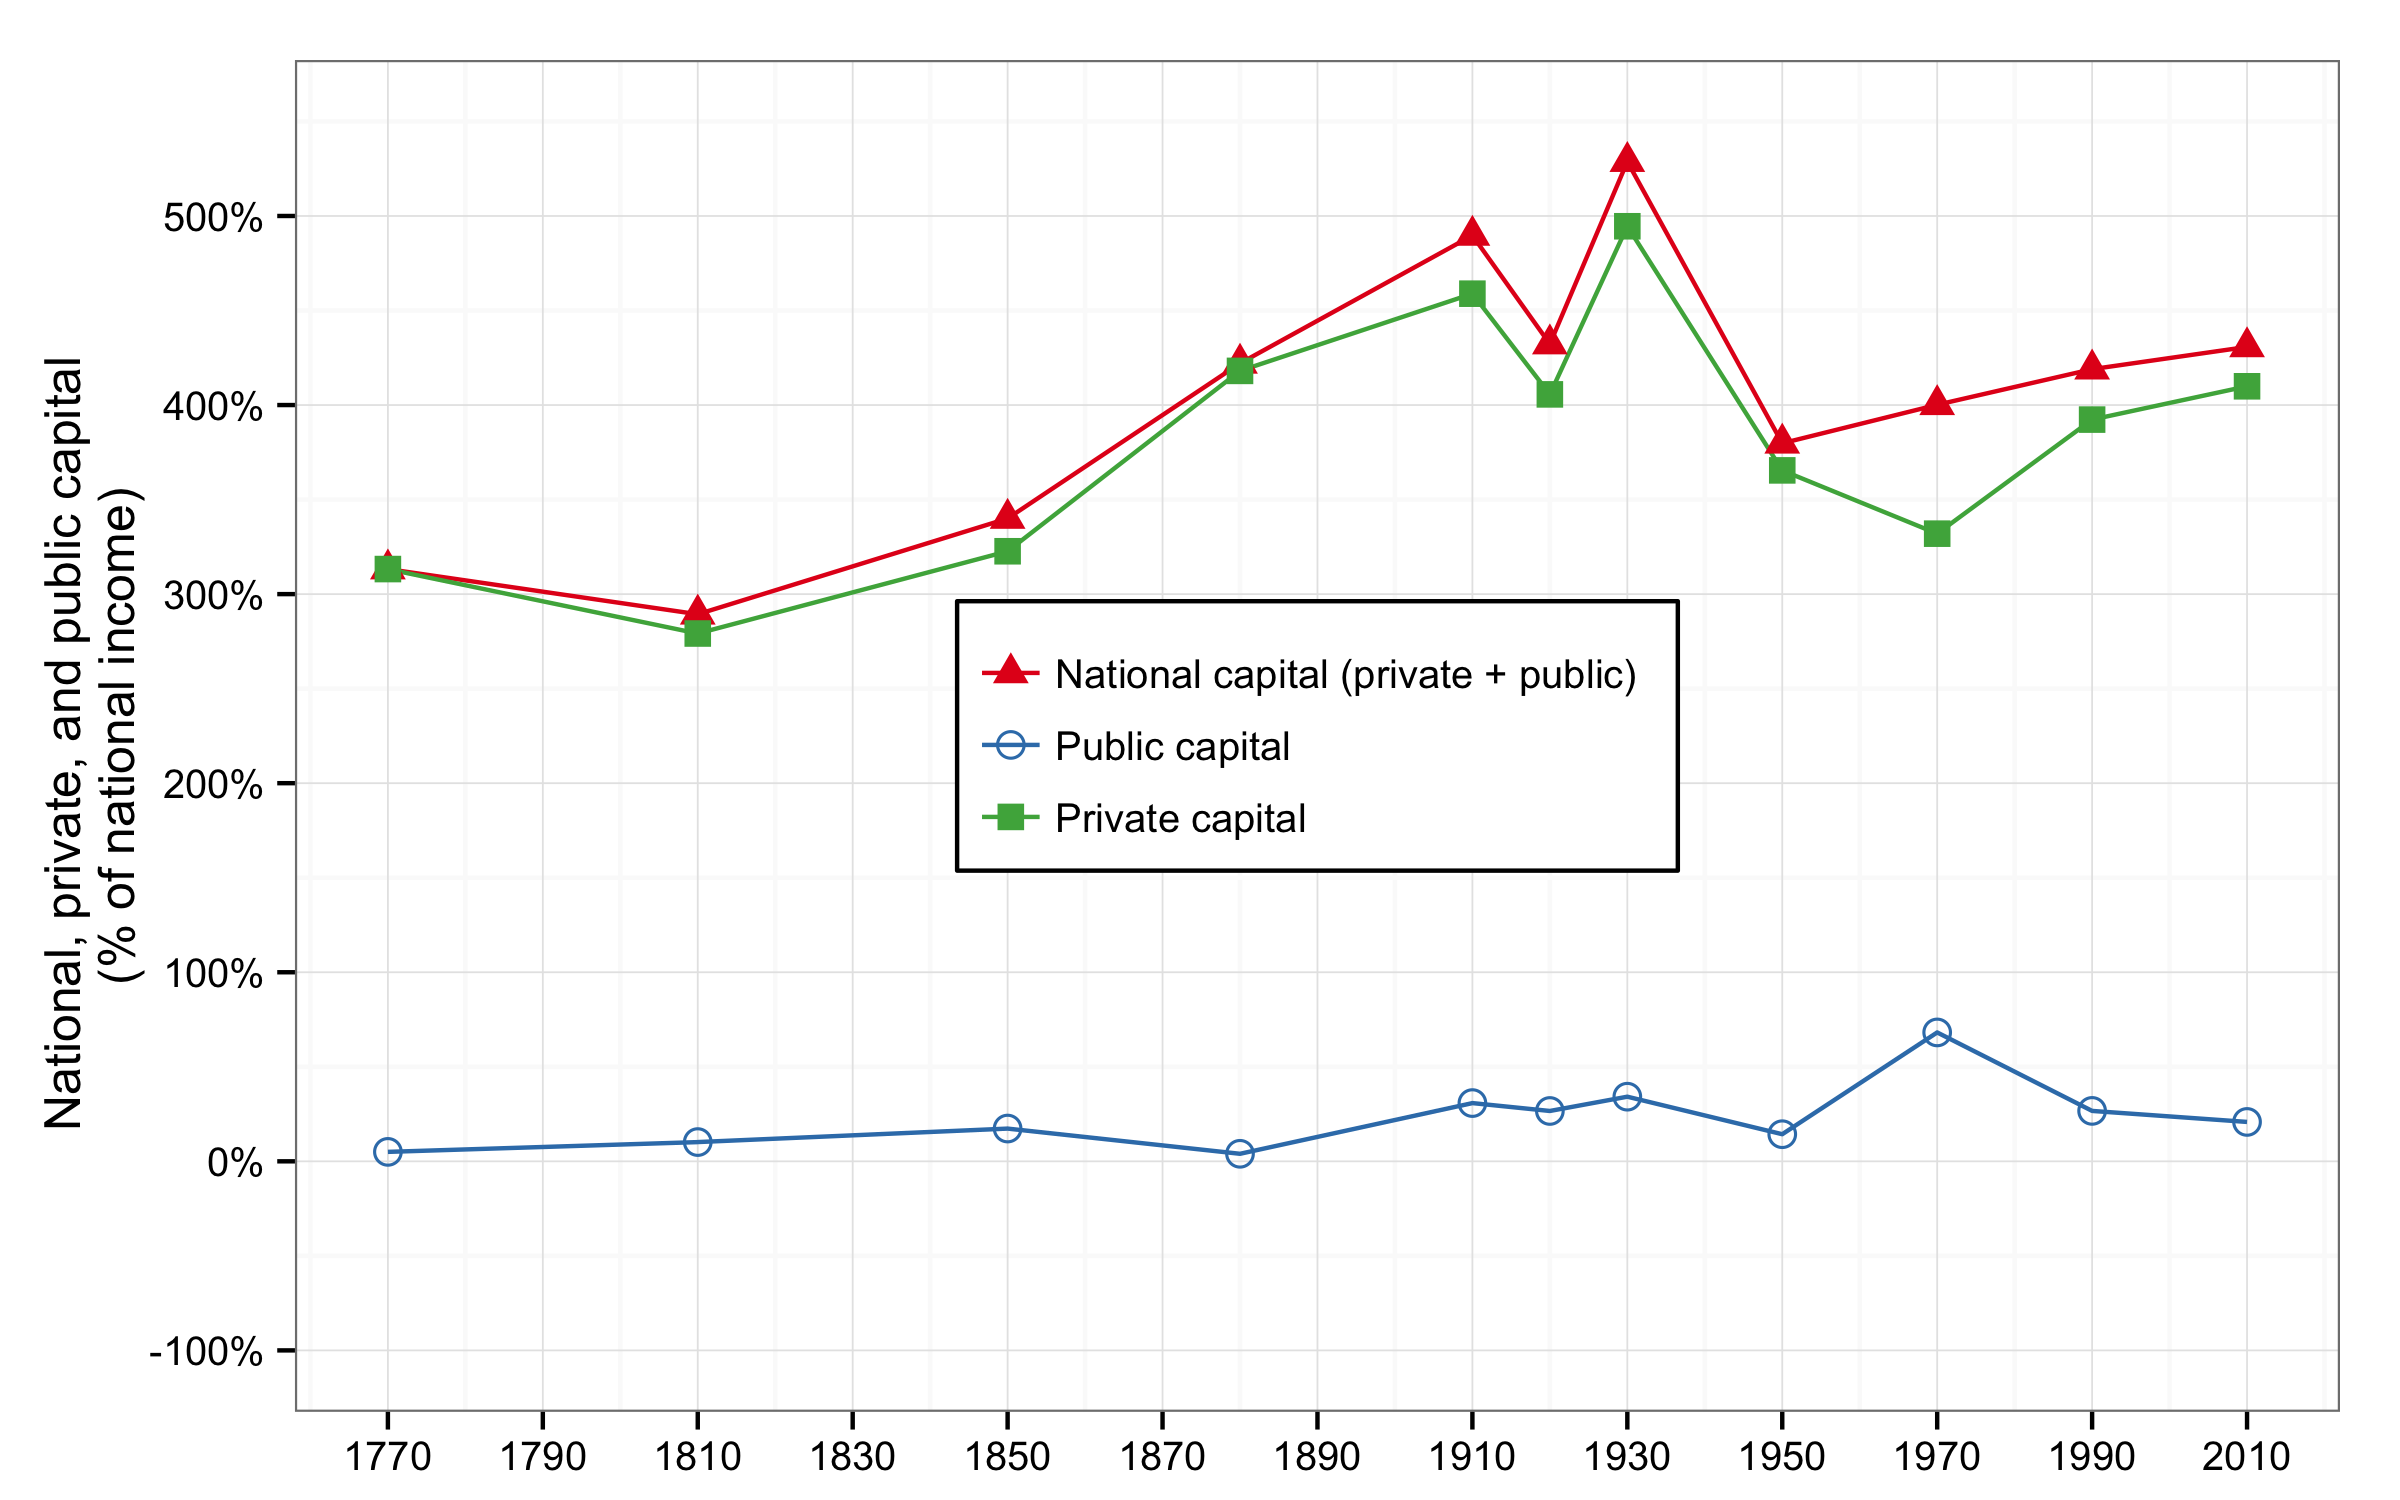 National, private, and public capital
(% of national income)
500%
400%
300%
200%
100%
0%
-100%
National capital (private + public)
Public capital
Private capital
1770 1790 1810 1830 1850 1870 1890 1910 1930 1950 1970 1990 2010